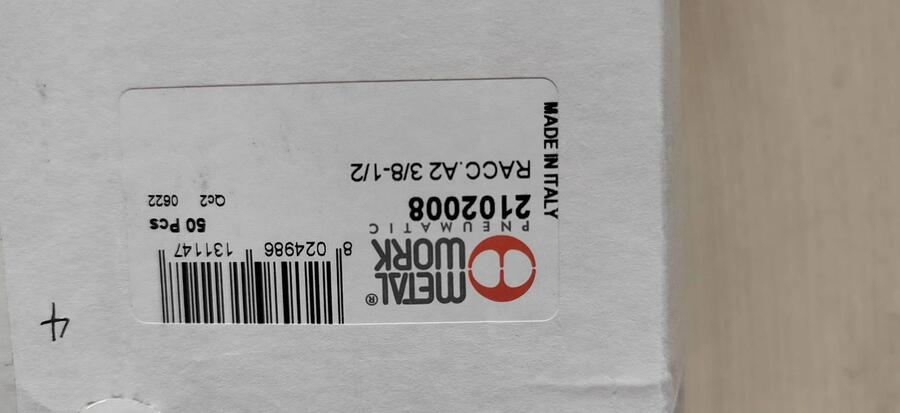 METAL®
WORK
PNEUMATIC
8 024986 131147
50 Pcs
2102008
Qc2 0622
RACC.A2 3/8-1/2
MADE IN ITALY
4